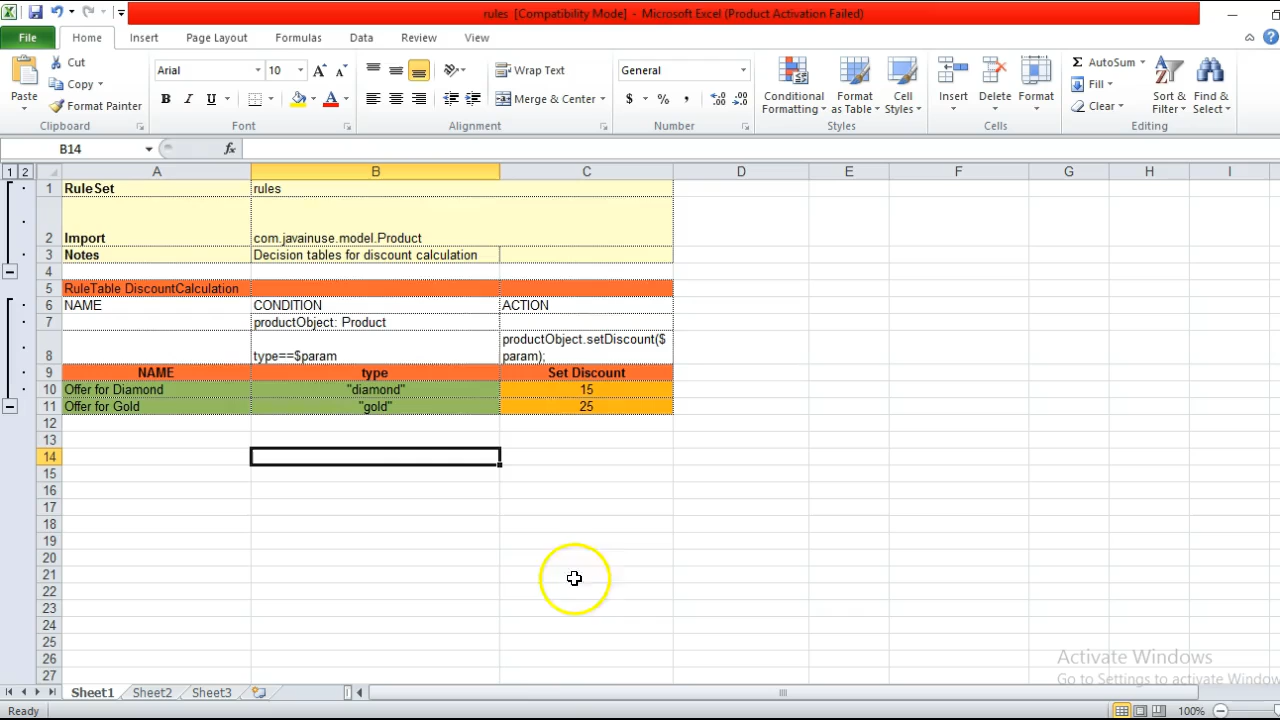 rules [Compatibility Mode] - Microsoft Excel (Product Activation Failed)
File Home Insert Page Layout Formulas Data Review View
Paste
Cut
Copy
Format Painter
Clipboard
Arial 10
B I U
Font
Wrap Text
Merge & Center
Alignment
General
$ % ,
Number
Conditional Formatting
Format as Table
Cell Styles
Styles
Insert Delete Format
Cells
Σ AutoSum
Fill
Clear
Sort & Filter
Find & Select
Editing
B14 fx
1 2
A B C D E F G H I
1 RuleSet rules
2 Import com.javainuse.model.Product
3 Notes Decision tables for discount calculation
4
5 RuleTable DiscountCalculation
6 NAME CONDITION ACTION
7 productObject: Product
8 type==$param productObject.setDiscount($
param);
9 NAME type Set Discount
10 Offer for Diamond "diamond" 15
11 Offer for Gold "gold" 25
12
13
14
15
16
17
18
19
20
21
22
23
24
25
26
27
Activate Windows
Go to Settings to activate Window
Sheet1 Sheet2 Sheet3
Ready 100%